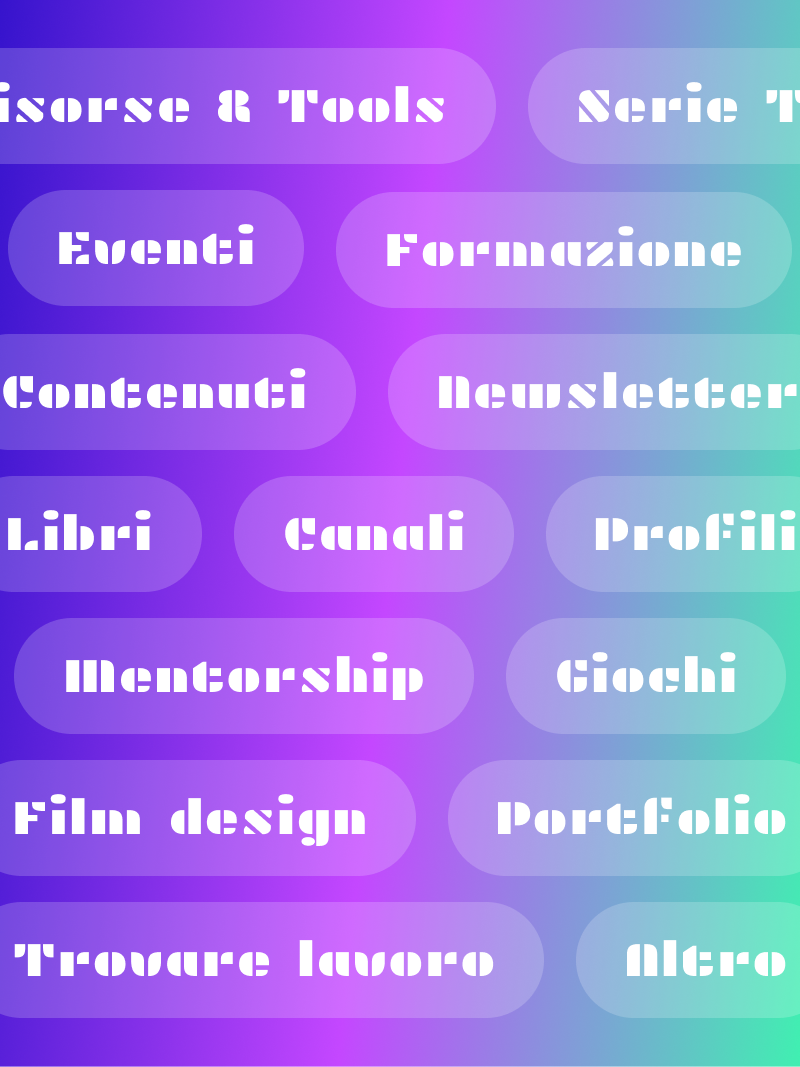 isorse & Tools Serie T
Eventi Formazione
Contenuti Newsletter
Libri Canali Profili
Mentorship Giochi
Film design Portfolio
Trovare lavoro Altro